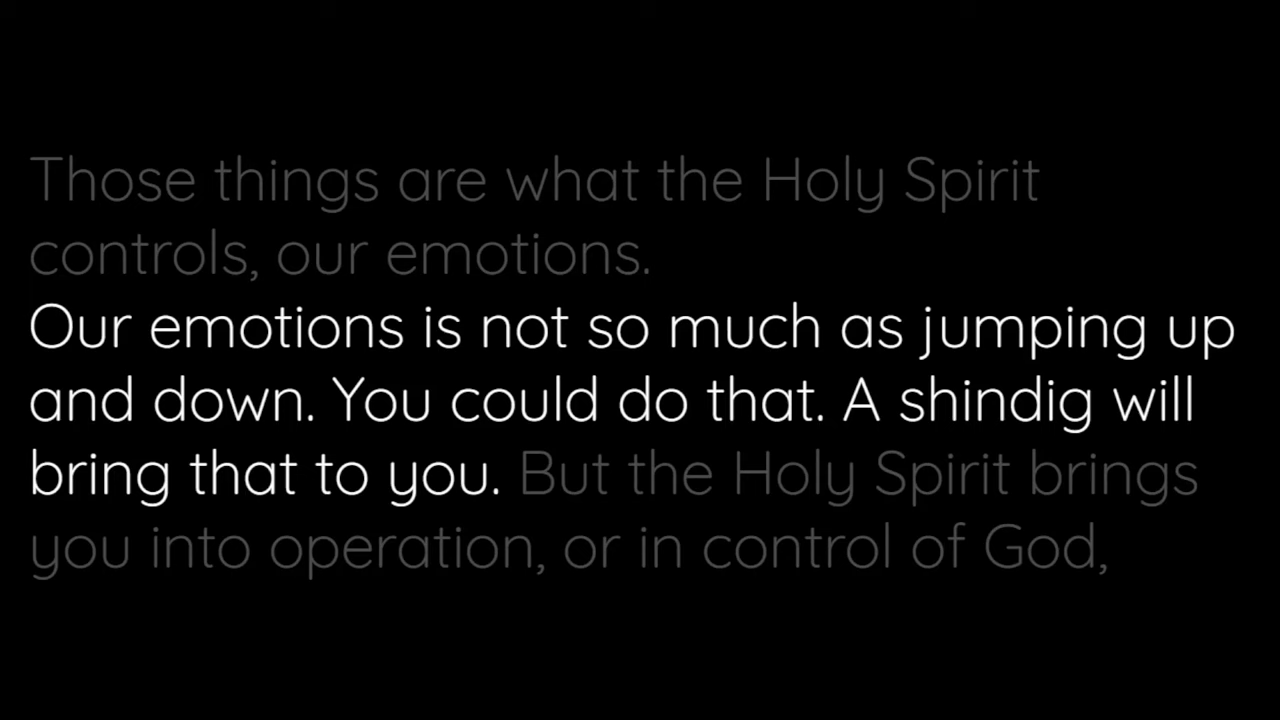 Those things are what the Holy Spirit
controls, our emotions.
Our emotions is not so much as jumping up
and down. You could do that. A shindig will
bring that to you. But the Holy Spirit brings
you into operation, or in control of God,